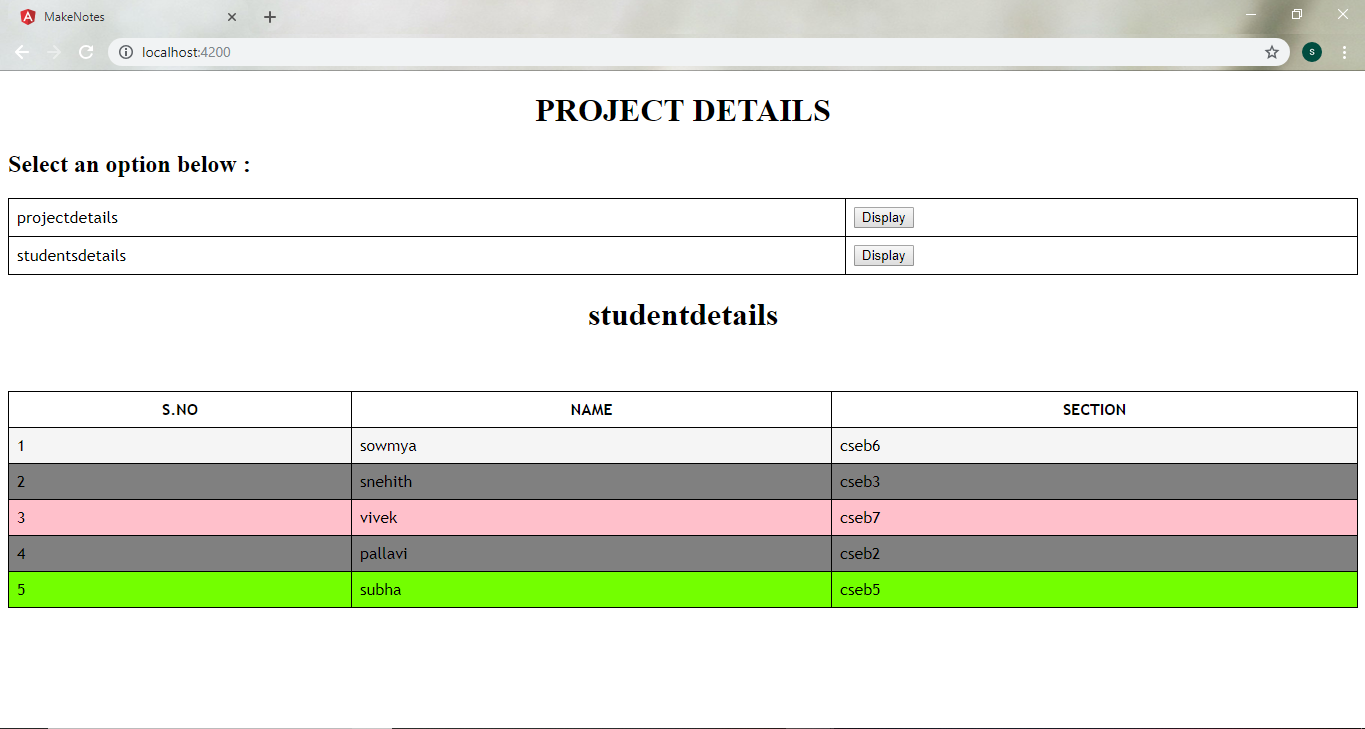 MakeNotes
localhost:4200
S
PROJECT DETAILS
Select an option below :
projectdetails Display
studentsdetails Display
studentdetails
S.NO NAME SECTION
1 sowmya cseb6
2 snehith cseb3
3 vivek cseb7
4 pallavi cseb2
5 subha cseb5